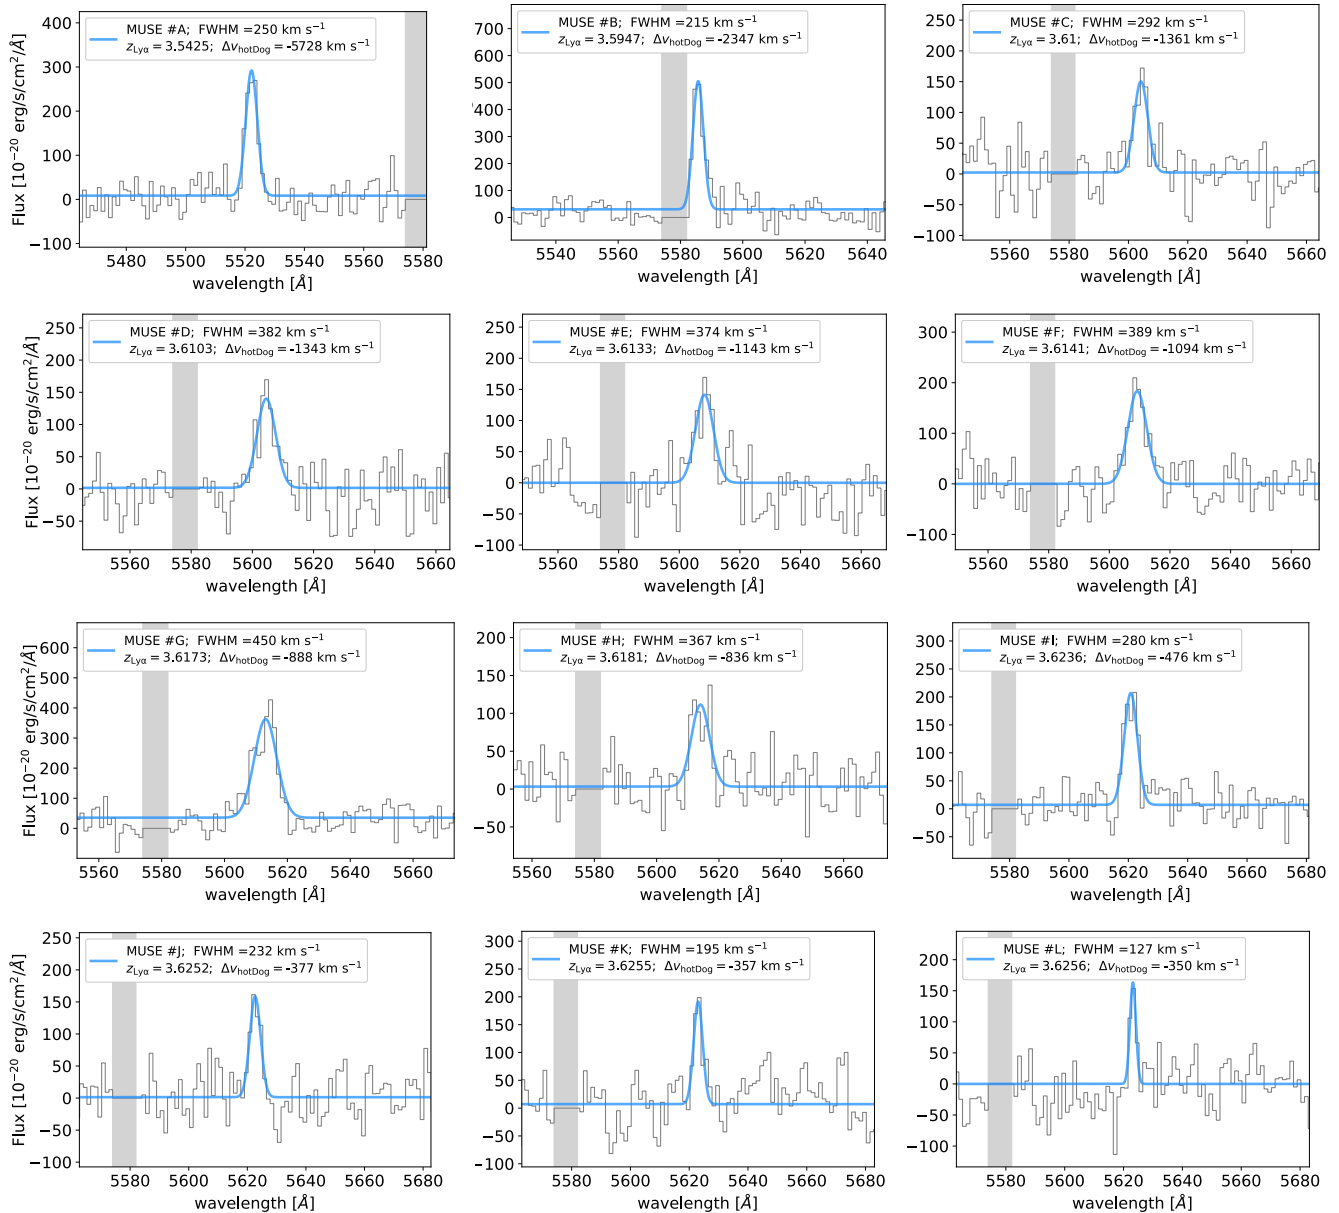 MUSE #A; FWHM =250 km s⁻¹
z_Lyα = 3.5425; Δv_hotDog = -5728 km s⁻¹
400
300
200
100
0
−100
Flux [10⁻²⁰ erg/s/cm²/Å]
5480 5500 5520 5540 5560 5580
wavelength [Å]
MUSE #B; FWHM =215 km s⁻¹
z_Lyα = 3.5947; Δv_hotDog = -2347 km s⁻¹
700
600
500
400
300
200
100
0
5540 5560 5580 5600 5620 5640
wavelength [Å]
MUSE #C; FWHM =292 km s⁻¹
z_Lyα = 3.61; Δv_hotDog = -1361 km s⁻¹
250
200
150
100
50
0
−50
−100
5560 5580 5600 5620 5640 5660
wavelength [Å]
MUSE #D; FWHM =382 km s⁻¹
z_Lyα = 3.6103; Δv_hotDog = -1343 km s⁻¹
250
200
150
100
50
0
−50
Flux [10⁻²⁰ erg/s/cm²/Å]
5560 5580 5600 5620 5640 5660
wavelength [Å]
MUSE #E; FWHM =374 km s⁻¹
z_Lyα = 3.6133; Δv_hotDog = -1143 km s⁻¹
250
200
150
100
50
0
−50
−100
5560 5580 5600 5620 5640 5660
wavelength [Å]
MUSE #F; FWHM =389 km s⁻¹
z_Lyα = 3.6141; Δv_hotDog = -1094 km s⁻¹
300
200
100
0
−100
5560 5580 5600 5620 5640 5660
wavelength [Å]
MUSE #G; FWHM =450 km s⁻¹
z_Lyα = 3.6173; Δv_hotDog = -888 km s⁻¹
600
500
400
300
200
100
0
−100
Flux [10⁻²⁰ erg/s/cm²/Å]
5560 5580 5600 5620 5640 5660
wavelength [Å]
MUSE #H; FWHM =367 km s⁻¹
z_Lyα = 3.6181; Δv_hotDog = -836 km s⁻¹
200
150
100
50
0
−50
5560 5580 5600 5620 5640 5660
wavelength [Å]
MUSE #I; FWHM =280 km s⁻¹
z_Lyα = 3.6236; Δv_hotDog = -476 km s⁻¹
300
250
200
150
100
50
0
−50
5580 5600 5620 5640 5660 5680
wavelength [Å]
MUSE #J; FWHM =232 km s⁻¹
z_Lyα = 3.6252; Δv_hotDog = -377 km s⁻¹
250
200
150
100
50
0
−50
−100
Flux [10⁻²⁰ erg/s/cm²/Å]
5580 5600 5620 5640 5660 5680
wavelength [Å]
MUSE #K; FWHM =195 km s⁻¹
z_Lyα = 3.6255; Δv_hotDog = -357 km s⁻¹
300
250
200
150
100
50
0
−50
−100
5580 5600 5620 5640 5660 5680
wavelength [Å]
MUSE #L; FWHM =127 km s⁻¹
z_Lyα = 3.6256; Δv_hotDog = -350 km s⁻¹
200
150
100
50
0
−50
−100
5580 5600 5620 5640 5660 5680
wavelength [Å]